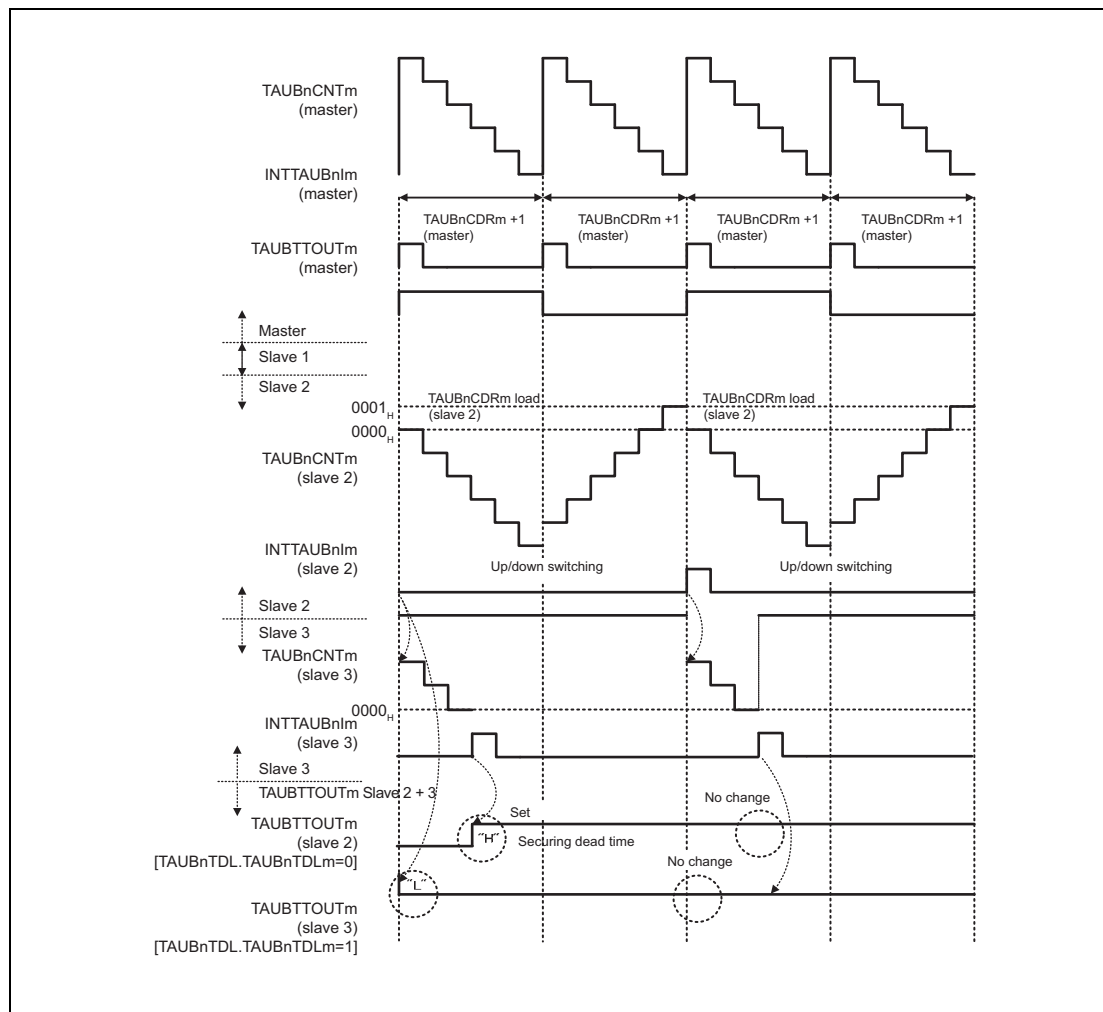 TAUBnCNTm
(master)
INTTAUBnIm
(master)
TAUBnCDRm +1
(master)
TAUBnCDRm +1
(master)
TAUBnCDRm +1
(master)
TAUBnCDRm +1
(master)
TAUBTTOUTm
(master)
Master
Slave 1
Slave 2
0001H
TAUBnCDRm load
(slave 2)
TAUBnCDRm load
(slave 2)
0000H
TAUBnCNTm
(slave 2)
INTTAUBnIm
(slave 2)
Up/down switching
Up/down switching
Slave 2
Slave 3
TAUBnCNTm
(slave 3)
0000H
INTTAUBnIm
(slave 3)
Slave 3
TAUBTTOUTm Slave 2 + 3
TAUBTTOUTm
(slave 2)
[TAUBnTDL.TAUBnTDLm=0]
Set
"H"
Securing dead time
No change
"L"
No change
TAUBTTOUTm
(slave 3)
[TAUBnTDL.TAUBnTDLm=1]